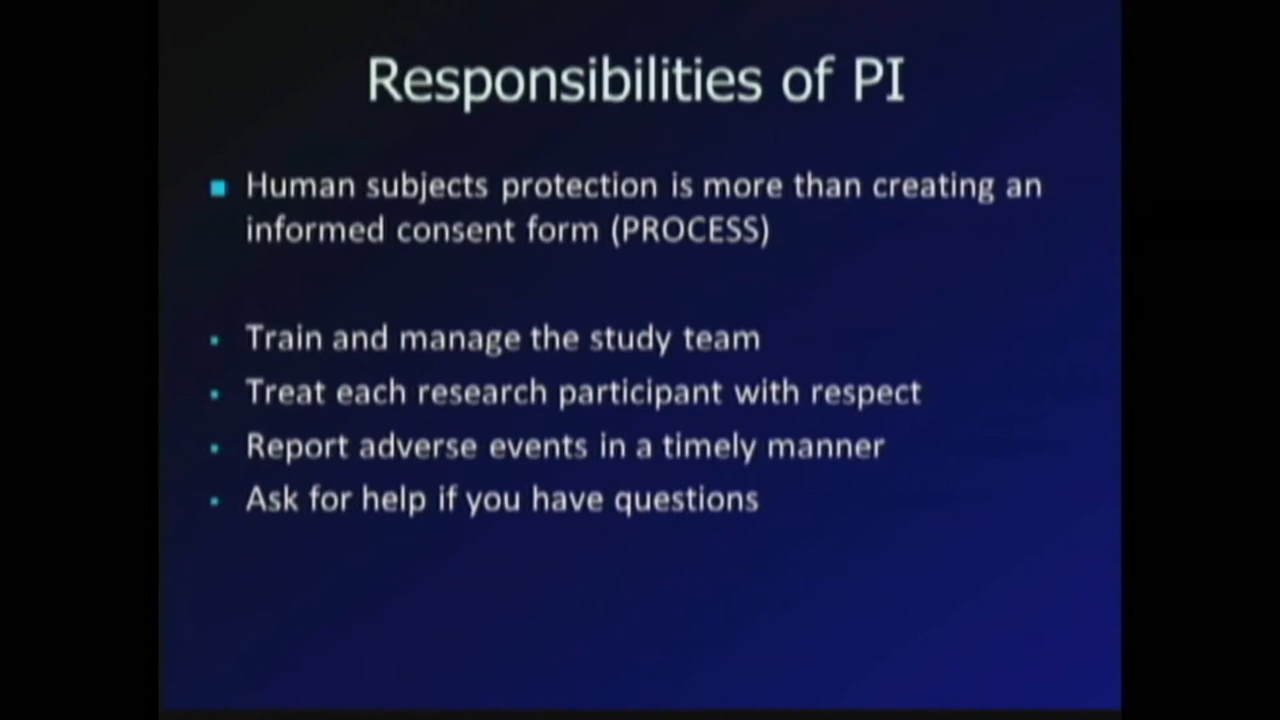 Responsibilities of PI
Human subjects protection is more than creating an
informed consent form (PROCESS)
Train and manage the study team
Treat each research participant with respect
Report adverse events in a timely manner
Ask for help if you have questions